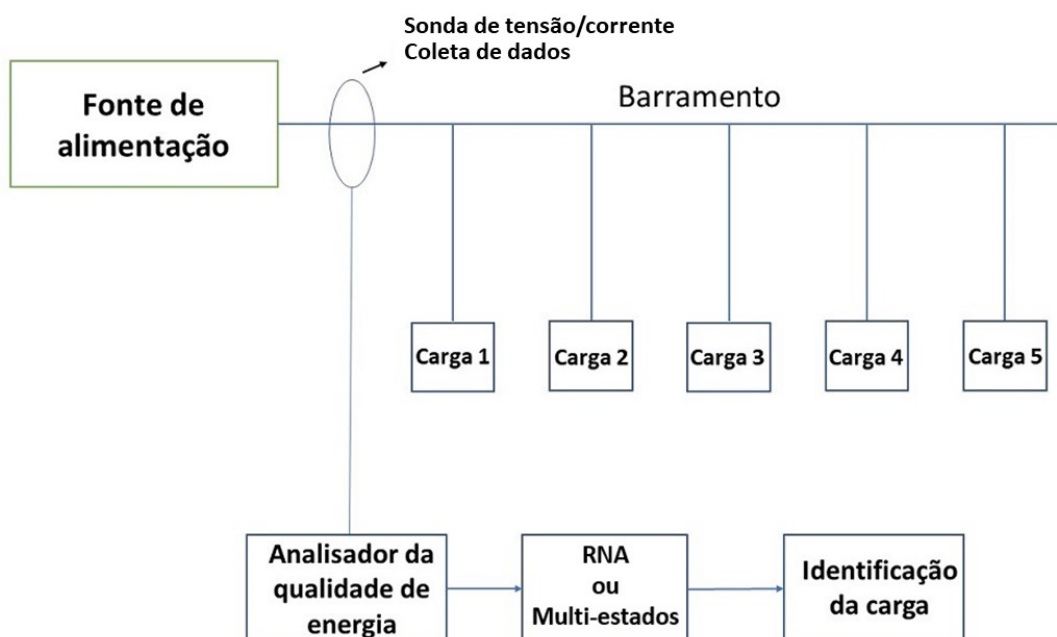 Sonda de tensão/corrente
Coleta de dados
Fonte de
alimentação
Barramento
Carga 1
Carga 2
Carga 3
Carga 4
Carga 5
Analisador da
qualidade de
energia
RNA
ou
Multi-estados
Identificação
da carga